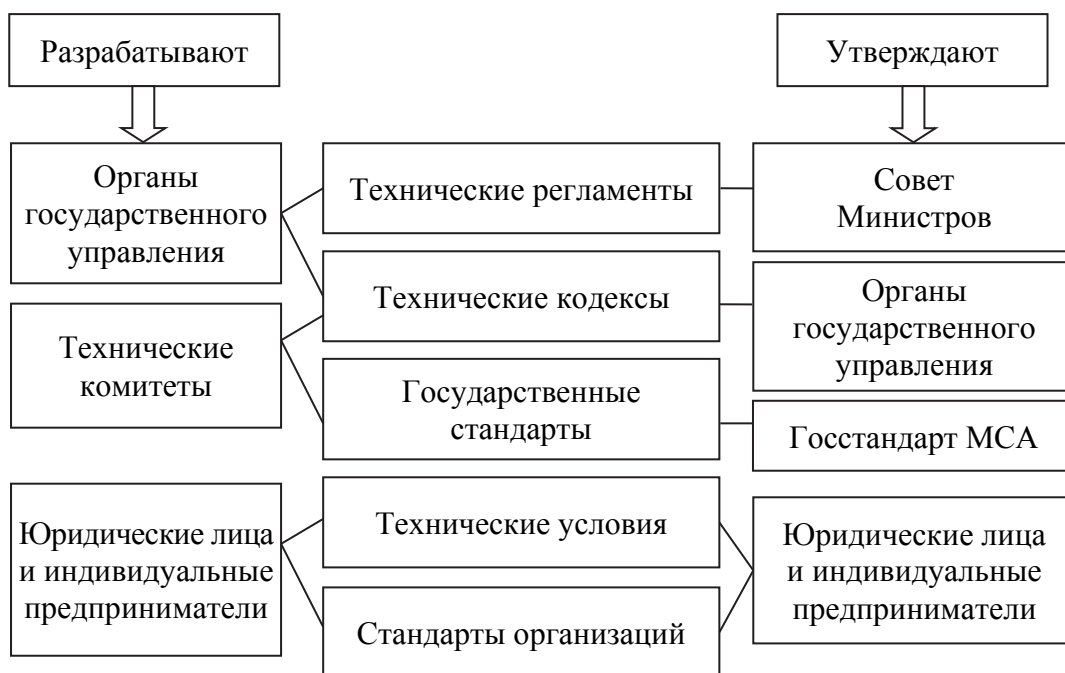 Разрабатывают
Утверждают
Органы
государственного
управления
Технические регламенты
Совет
Министров
Технические кодексы
Органы
государственного
управления
Технические
комитеты
Государственные
стандарты
Госстандарт МСА
Юридические лица
и индивидуальные
предприниматели
Технические условия
Стандарты организаций
Юридические лица
и индивидуальные
предприниматели